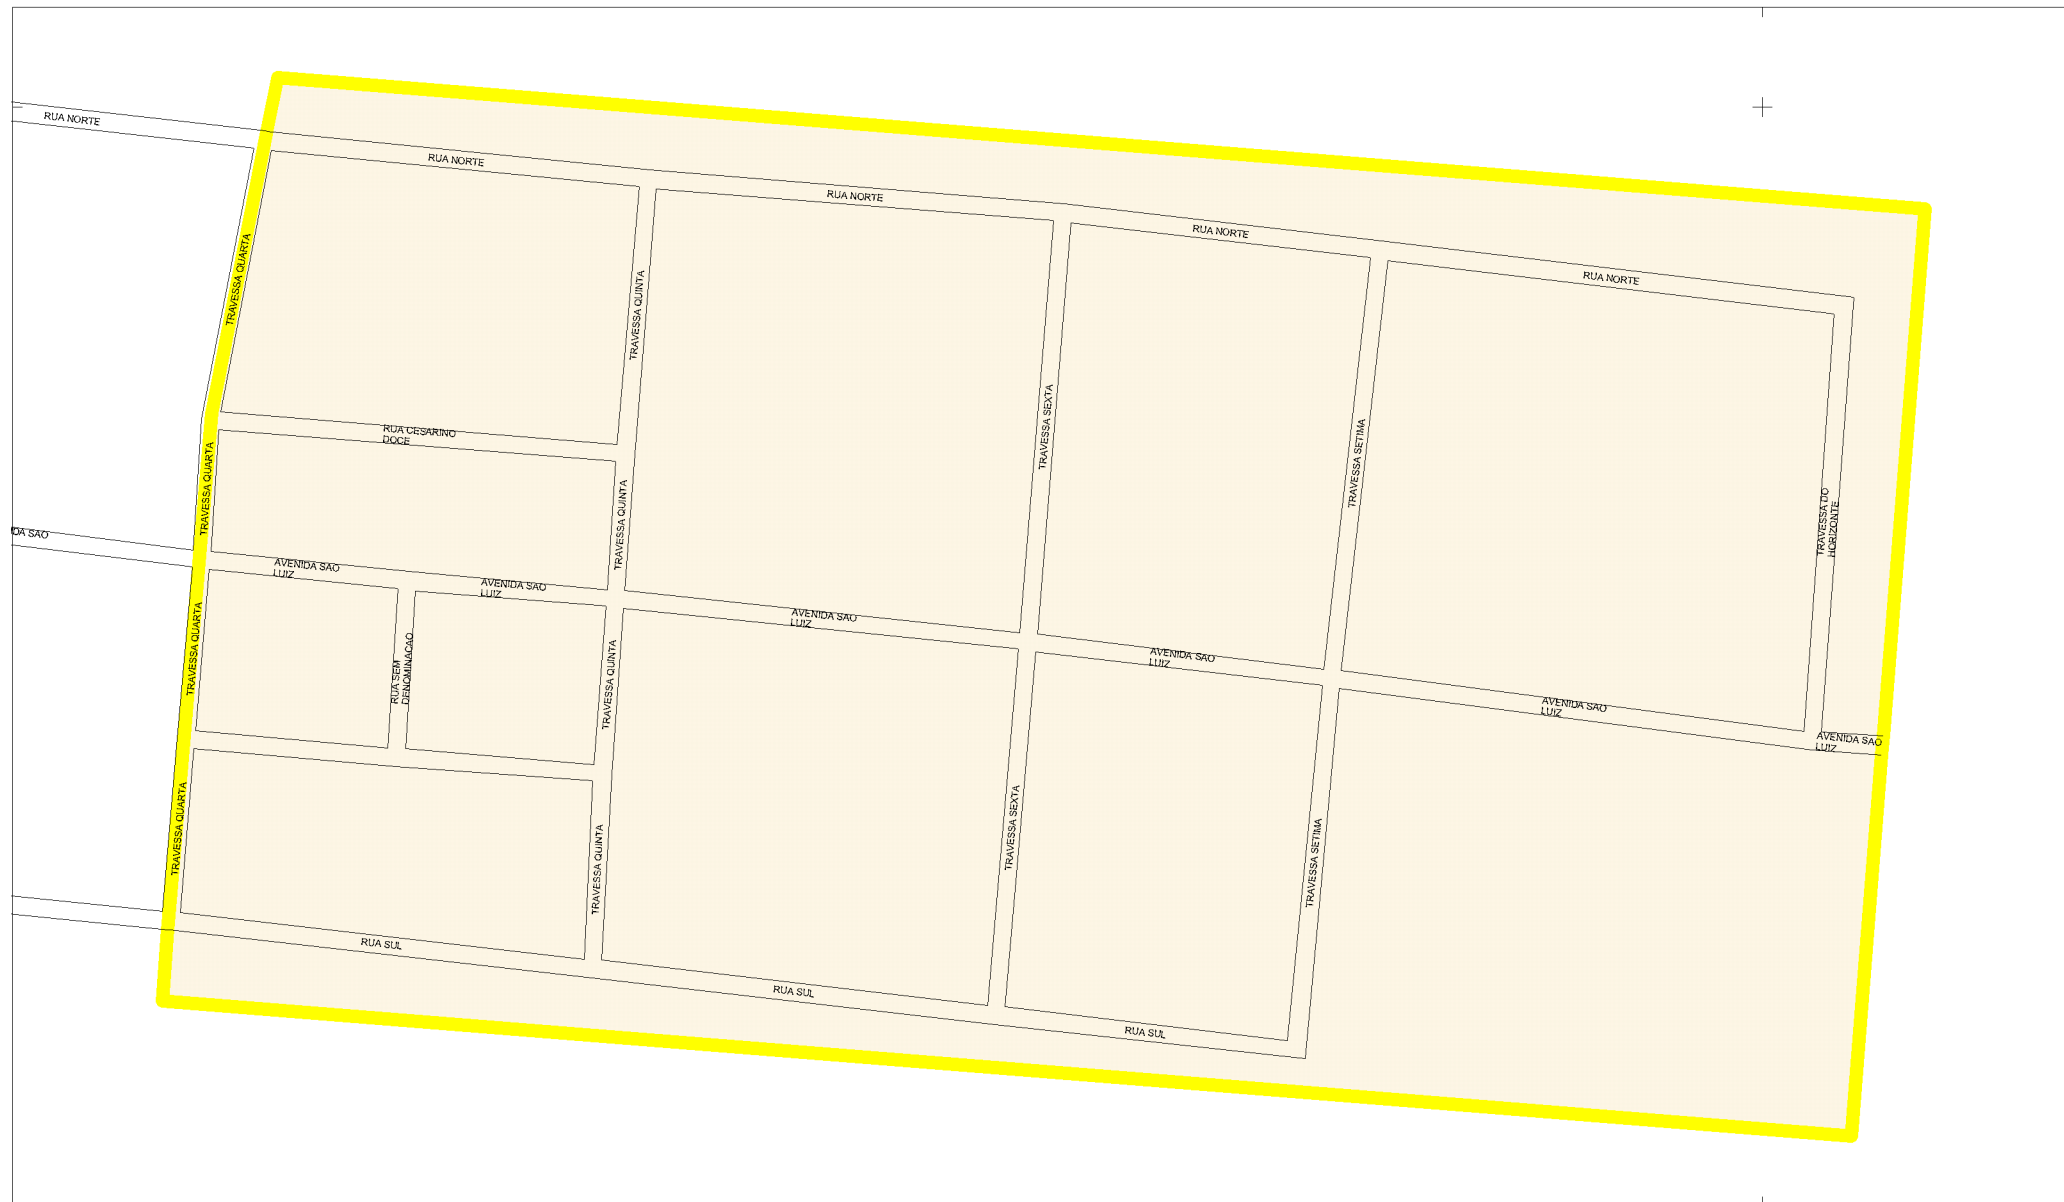 RUA NORTE
RUA NORTE
RUA NORTE
RUA NORTE
RUA NORTE
TRAVESSA QUARTA
TRAVESSA QUINTA
TRAVESSA SEXTA
TRAVESSA SETIMA
RUA CESARINO
DOCE
TRAVESSA QUARTA
TRAVESSA QUINTA
TRAVESSA DO
HORIZONTE
DA SAO
AVENIDA SAO
LUIZ
AVENIDA SAO
LUIZ
AVENIDA SAO
LUIZ
AVENIDA SAO
LUIZ
AVENIDA SAO
LUIZ
AVENIDA SAO
LUIZ
TRAVESSA QUARTA
RUA SEM
DENOMINACAO
TRAVESSA QUINTA
TRAVESSA QUARTA
TRAVESSA QUINTA
TRAVESSA SEXTA
TRAVESSA SETIMA
RUA SUL
RUA SUL
RUA SUL